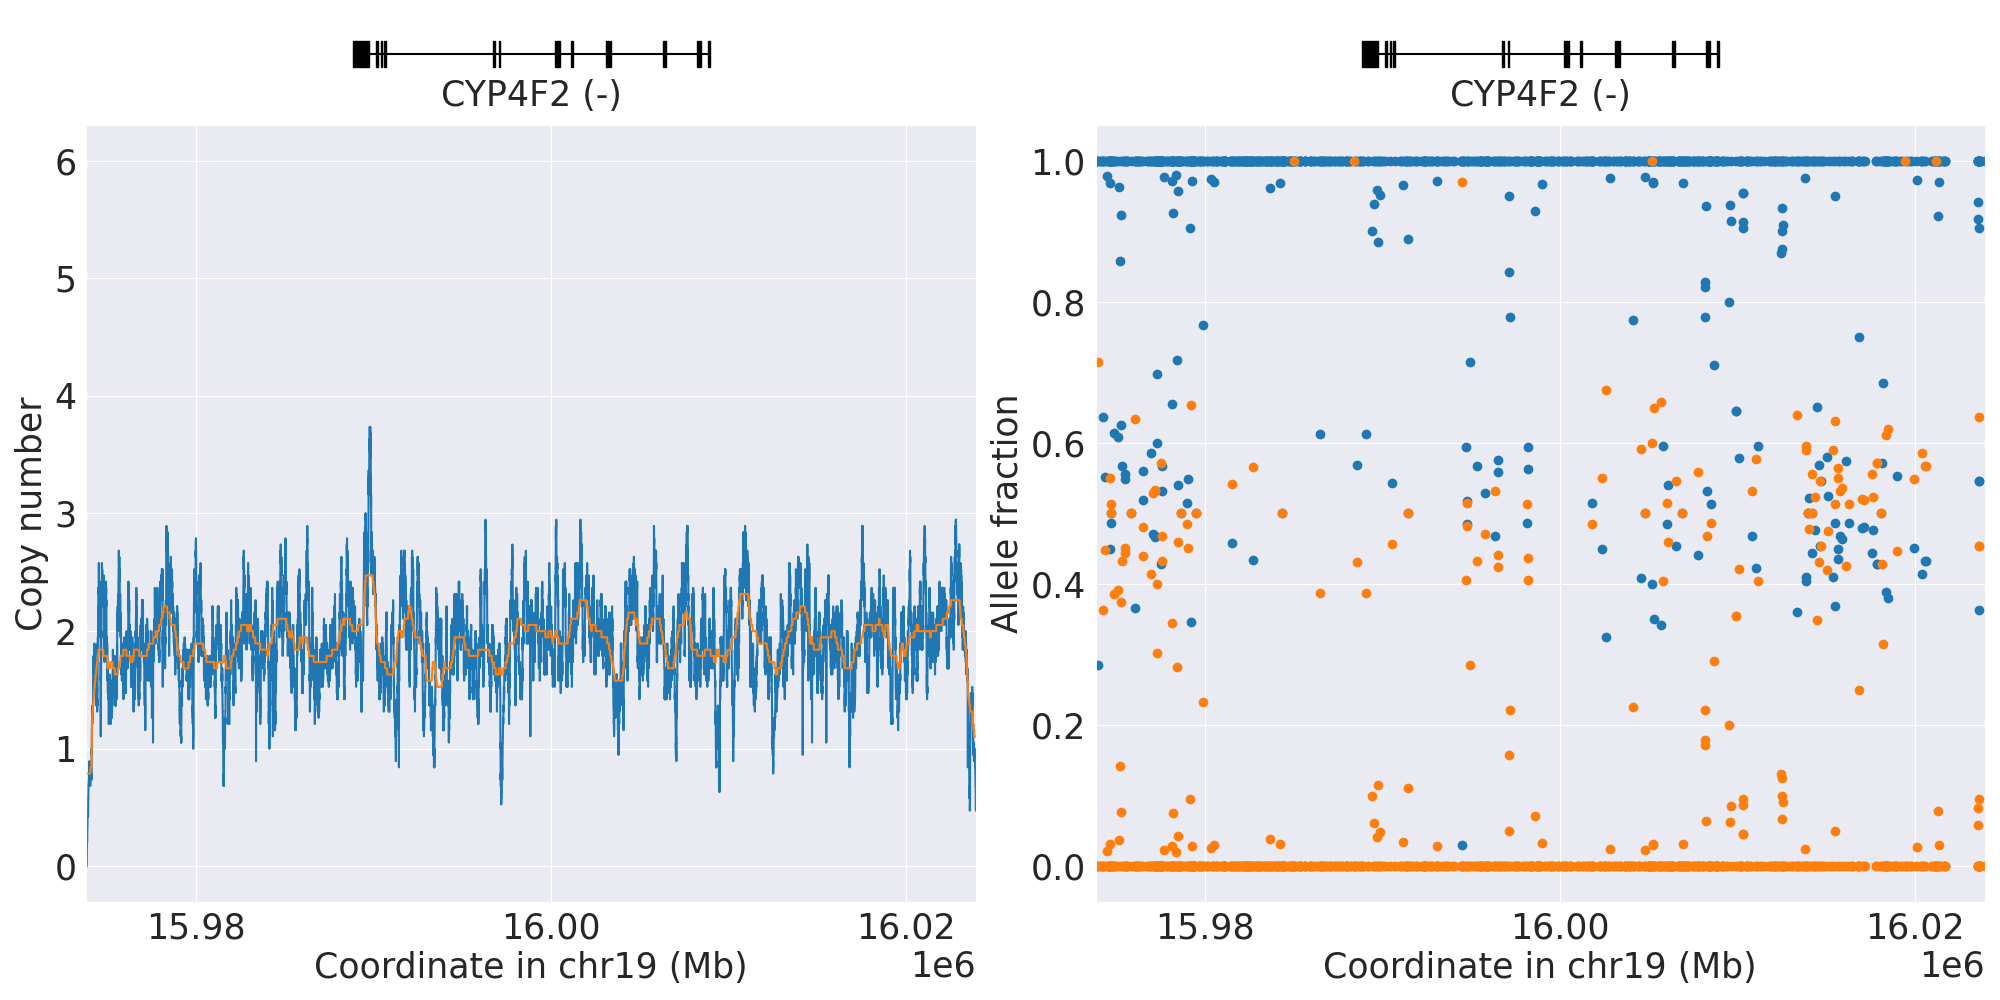 CYP4F2 (-)
6
5
4
3
2
1
0
Copy number
15.98
16.00
16.02
Coordinate in chr19 (Mb)
1e6
CYP4F2 (-)
1.0
0.8
0.6
0.4
0.2
0.0
Allele fraction
15.98
16.00
16.02
Coordinate in chr19 (Mb)
1e6